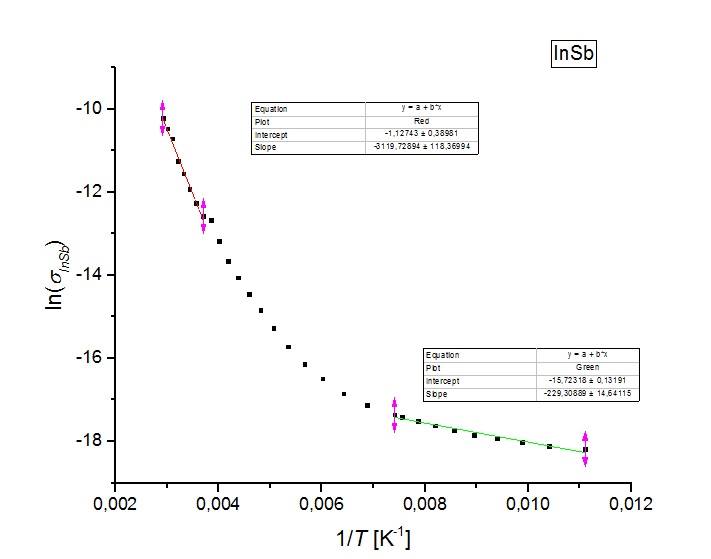 InSb
-10
-12
-14
-16
-18
ln(σInSb)
Equation y = a + b*x
Plot Red
Intercept -1,12743 ± 0,38981
Slope -3119,72894 ± 118,36994
Equation y = a + b*x
Plot Green
Intercept -15,72318 ± 0,13191
Slope -229,30889 ± 14,64115
0,002 0,004 0,006 0,008 0,010 0,012
1/T [K-1]